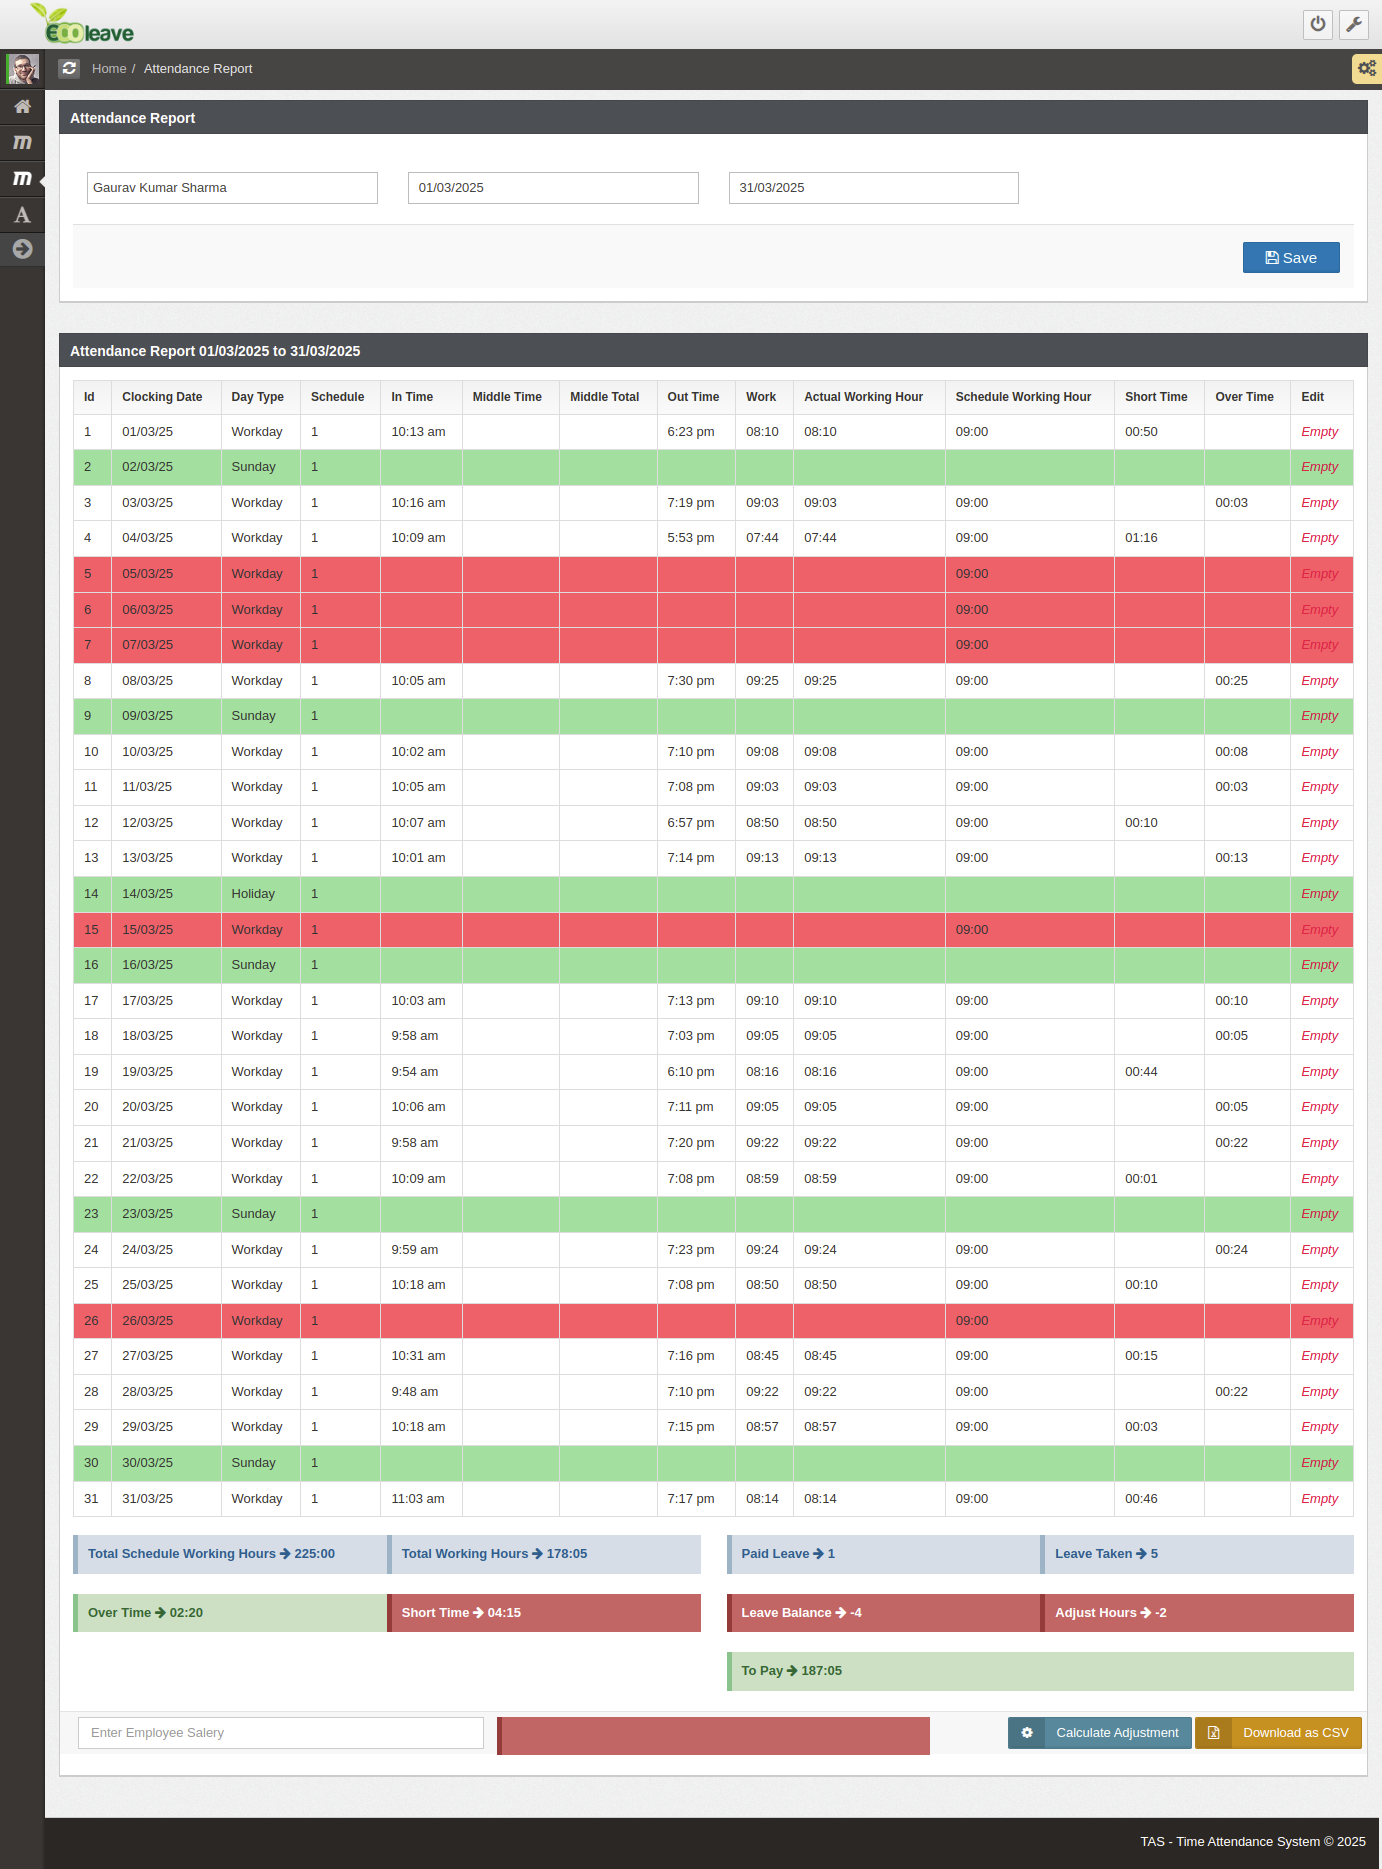 Ecoleave
Home / Attendance Report
Attendance Report
Gaurav Kumar Sharma 01/03/2025 31/03/2025
Save
Attendance Report 01/03/2025 to 31/03/2025
Id Clocking Date Day Type Schedule In Time Middle Time Middle Total Out Time Work Actual Working Hour Schedule Working Hour Short Time Over Time Edit
1 01/03/25 Workday 1 10:13 am 6:23 pm 08:10 08:10 09:00 00:50 Empty
2 02/03/25 Sunday 1 Empty
3 03/03/25 Workday 1 10:16 am 7:19 pm 09:03 09:03 09:00 00:03 Empty
4 04/03/25 Workday 1 10:09 am 5:53 pm 07:44 07:44 09:00 01:16 Empty
5 05/03/25 Workday 1 09:00 Empty
6 06/03/25 Workday 1 09:00 Empty
7 07/03/25 Workday 1 09:00 Empty
8 08/03/25 Workday 1 10:05 am 7:30 pm 09:25 09:25 09:00 00:25 Empty
9 09/03/25 Sunday 1 Empty
10 10/03/25 Workday 1 10:02 am 7:10 pm 09:08 09:08 09:00 00:08 Empty
11 11/03/25 Workday 1 10:05 am 7:08 pm 09:03 09:03 09:00 00:03 Empty
12 12/03/25 Workday 1 10:07 am 6:57 pm 08:50 08:50 09:00 00:10 Empty
13 13/03/25 Workday 1 10:01 am 7:14 pm 09:13 09:13 09:00 00:13 Empty
14 14/03/25 Holiday 1 Empty
15 15/03/25 Workday 1 09:00 Empty
16 16/03/25 Sunday 1 Empty
17 17/03/25 Workday 1 10:03 am 7:13 pm 09:10 09:10 09:00 00:10 Empty
18 18/03/25 Workday 1 9:58 am 7:03 pm 09:05 09:05 09:00 00:05 Empty
19 19/03/25 Workday 1 9:54 am 6:10 pm 08:16 08:16 09:00 00:44 Empty
20 20/03/25 Workday 1 10:06 am 7:11 pm 09:05 09:05 09:00 00:05 Empty
21 21/03/25 Workday 1 9:58 am 7:20 pm 09:22 09:22 09:00 00:22 Empty
22 22/03/25 Workday 1 10:09 am 7:08 pm 08:59 08:59 09:00 00:01 Empty
23 23/03/25 Sunday 1 Empty
24 24/03/25 Workday 1 9:59 am 7:23 pm 09:24 09:24 09:00 00:24 Empty
25 25/03/25 Workday 1 10:18 am 7:08 pm 08:50 08:50 09:00 00:10 Empty
26 26/03/25 Workday 1 09:00 Empty
27 27/03/25 Workday 1 10:31 am 7:16 pm 08:45 08:45 09:00 00:15 Empty
28 28/03/25 Workday 1 9:48 am 7:10 pm 09:22 09:22 09:00 00:22 Empty
29 29/03/25 Workday 1 10:18 am 7:15 pm 08:57 08:57 09:00 00:03 Empty
30 30/03/25 Sunday 1 Empty
31 31/03/25 Workday 1 11:03 am 7:17 pm 08:14 08:14 09:00 00:46 Empty
Total Schedule Working Hours → 225:00 Total Working Hours → 178:05 Paid Leave → 1 Leave Taken → 5
Over Time → 02:20 Short Time → 04:15 Leave Balance → -4 Adjust Hours → -2
To Pay → 187:05
Enter Employee Salery Calculate Adjustment Download as CSV
TAS - Time Attendance System © 2025